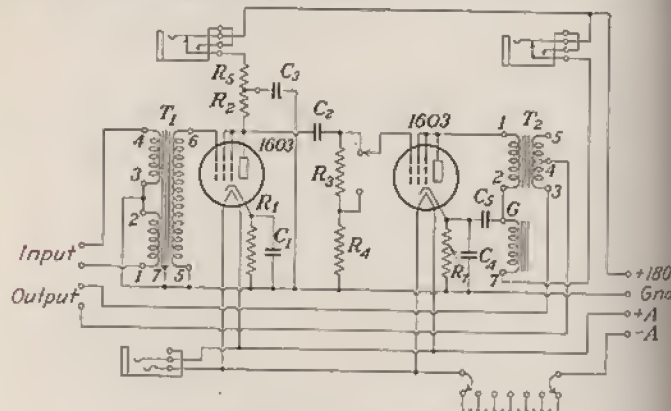 R5
C3
R2
T1
4
6
1603
C2
1603
1
T2
5
R3
4
3
2
3
2
R1
C5
G
C1
R4
R1
C4
Input
1
7
5
7
+180
Output
Gnd
+A
-A